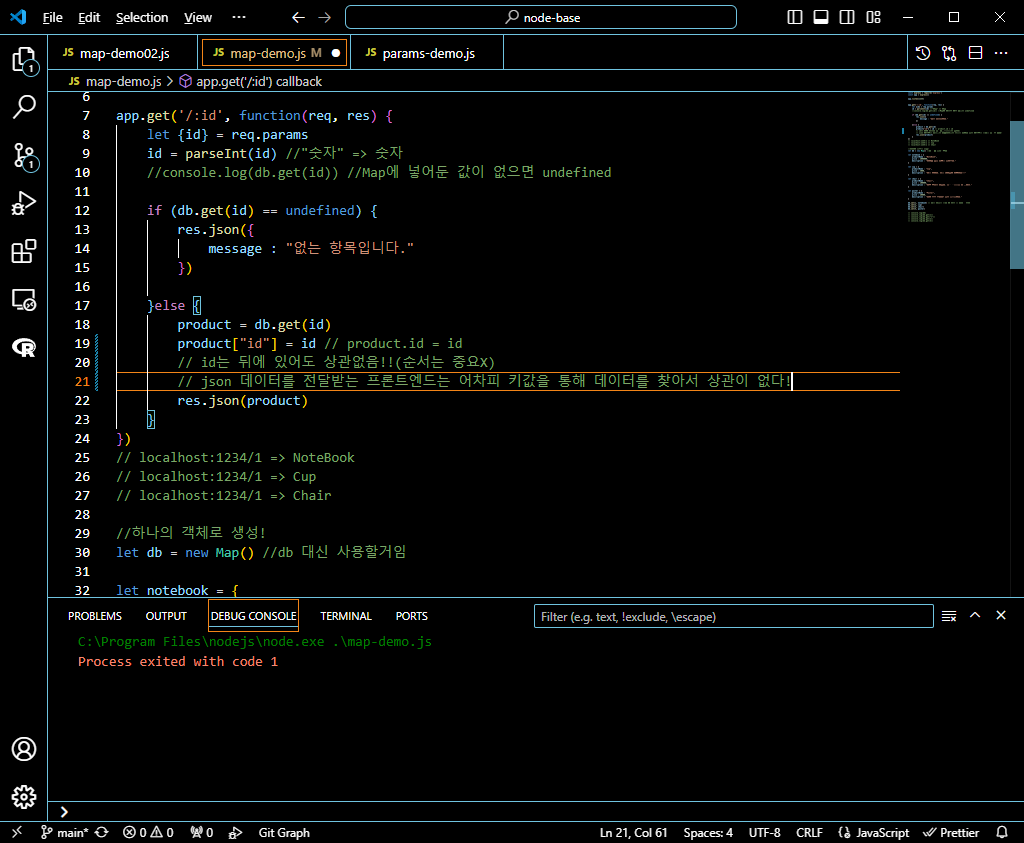 File Edit Selection View ··· node-base
JS map-demo02.js JS map-demo.js M JS params-demo.js
JS map-demo.js > app.get('/:id') callback
6
7 app.get('/:id', function(req, res) {
8 let {id} = req.params
9 id = parseInt(id) //"숫자" => 숫자
10 //console.log(db.get(id)) //Map에 넣어둔 값이 없으면 undefined
11
12 if (db.get(id) == undefined) {
13 res.json({
14 message : "없는 항목입니다."
15 })
16
17 }else {
18 product = db.get(id)
19 product["id"] = id // product.id = id
20 // id는 뒤에 있어도 상관없음!!(순서는 중요X)
21 // json 데이터를 전달받는 프론트엔드는 어차피 키값을 통해 데이터를 찾아서 상관이 없다!
22 res.json(product)
23 }
24 })
25 // localhost:1234/1 => NoteBook
26 // localhost:1234/1 => Cup
27 // localhost:1234/1 => Chair
28
29 //하나의 객체로 생성!
30 let db = new Map() //db 대신 사용할거임
31
32 let notebook = {
PROBLEMS OUTPUT DEBUG CONSOLE TERMINAL PORTS Filter (e.g. text, !exclude, \escape)
C:\Program Files\nodejs\node.exe .\map-demo.js
Process exited with code 1
main* 0 0 0 Git Graph Ln 21, Col 61 Spaces: 4 UTF-8 CRLF JavaScript Prettier